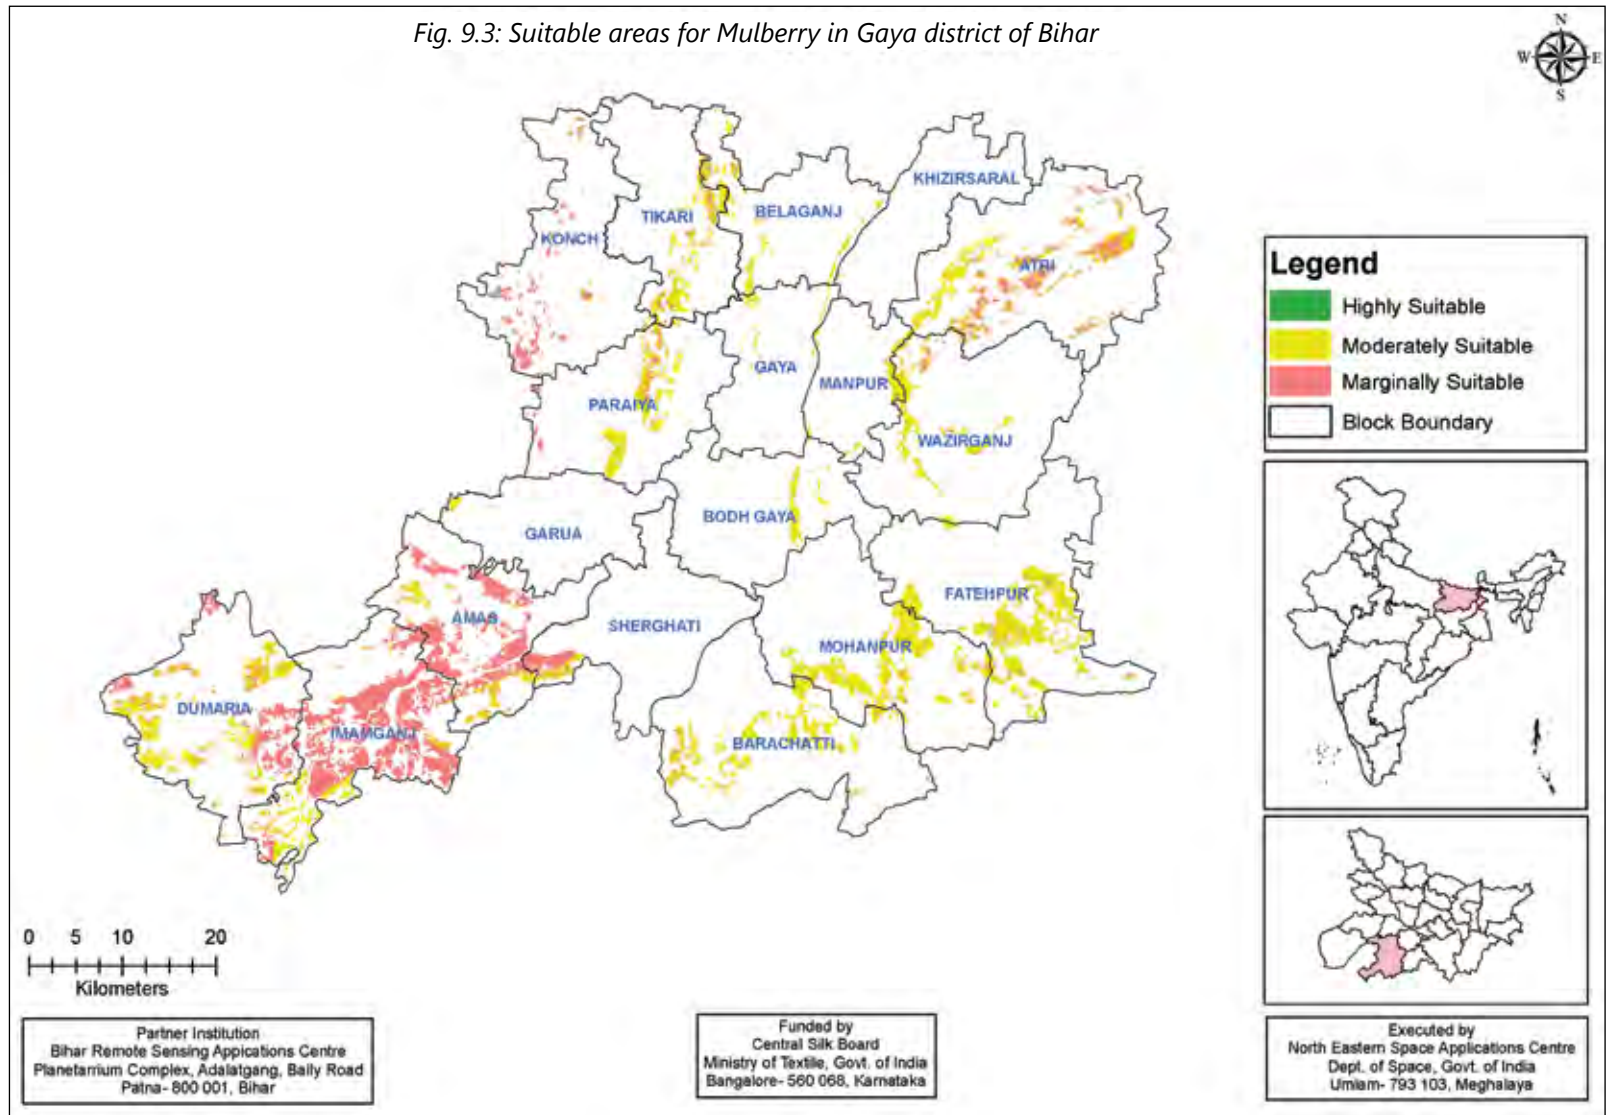 Fig. 9.3: Suitable areas for Mulberry in Gaya district of Bihar
N
W
E
S
KHIZIRSARAL
TIKARI
BELAGANJ
KONCH
ATRI
GAYA
MANPUR
PARAIYA
WAZIRGANJ
BODH GAYA
GARUA
FATEHPUR
AMAS
SHERGHATI
MOHANPUR
DUMARIA
IMAMGANJ
BARACHATTI
Legend
Highly Suitable
Moderately Suitable
Marginally Suitable
Block Boundary
0 5 10 20
Kilometers
Partner Institution
Bihar Remote Sensing Appications Centre
Planetarrium Complex, Adalatgang, Baily Road
Patna- 800 001, Bihar
Funded by
Central Silk Board
Ministry of Textile, Govt. of India
Bangalore- 560 068, Karnataka
Executed by
North Eastern Space Applications Centre
Dept. of Space, Govt. of India
Umiam- 793 103, Meghalaya